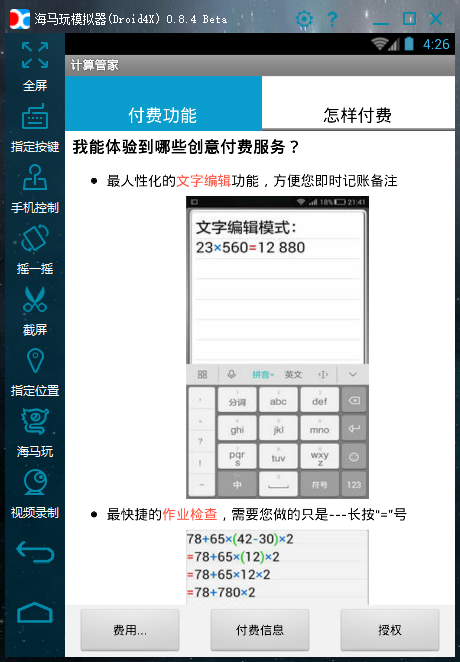 海马玩模拟器(Droid4X) 0.8.4 Beta
?
4:26
全屏
指定按键
手机控制
摇一摇
截屏
指定位置
海马玩
视频录制
计算管家
付费功能
怎样付费
我能体验到哪些创意付费服务？
最人性化的文字编辑功能，方便您即时记账备注
18% 21:41
文字编辑模式：
23×560=12 880
拼音 英文
分词 abc def
ghi jkl mno
pqrs tuv wxyz
中 符号 123
最快捷的作业检查，需要您做的只是---长按“=”号
78+65×(42-30)×2
=78+65×(12)×2
=78+65×12×2
=78+780×2
费用... 付费信息 授权